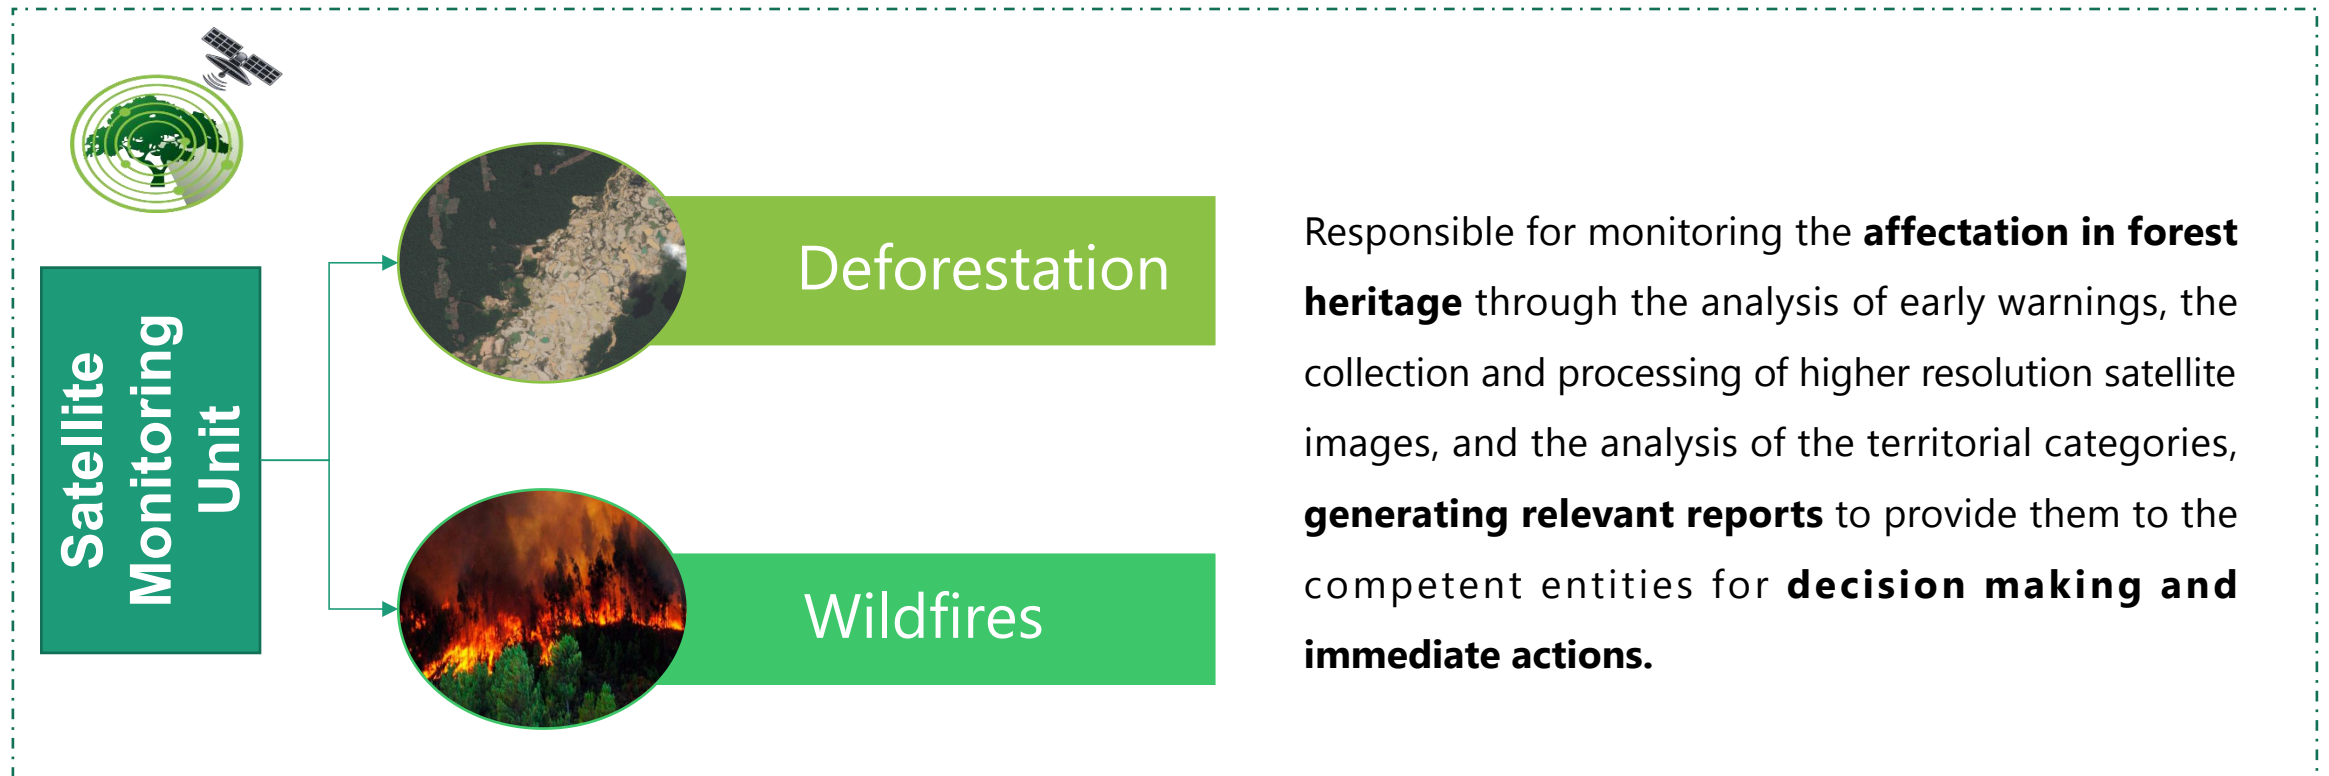 Satellite
Monitoring
Unit
Deforestation
Wildfires
Responsible for monitoring the affectation in forest
heritage through the analysis of early warnings, the
collection and processing of higher resolution satellite
images, and the analysis of the territorial categories,
generating relevant reports to provide them to the
competent entities for decision making and
immediate actions.